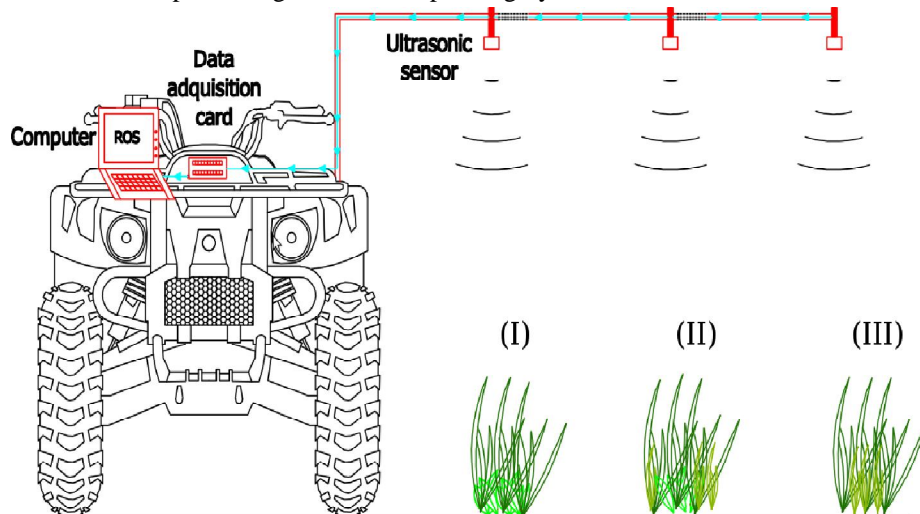 Ultrasonic
sensor
Data
adquisition
card
Computer
ROS
(I)
(II)
(III)